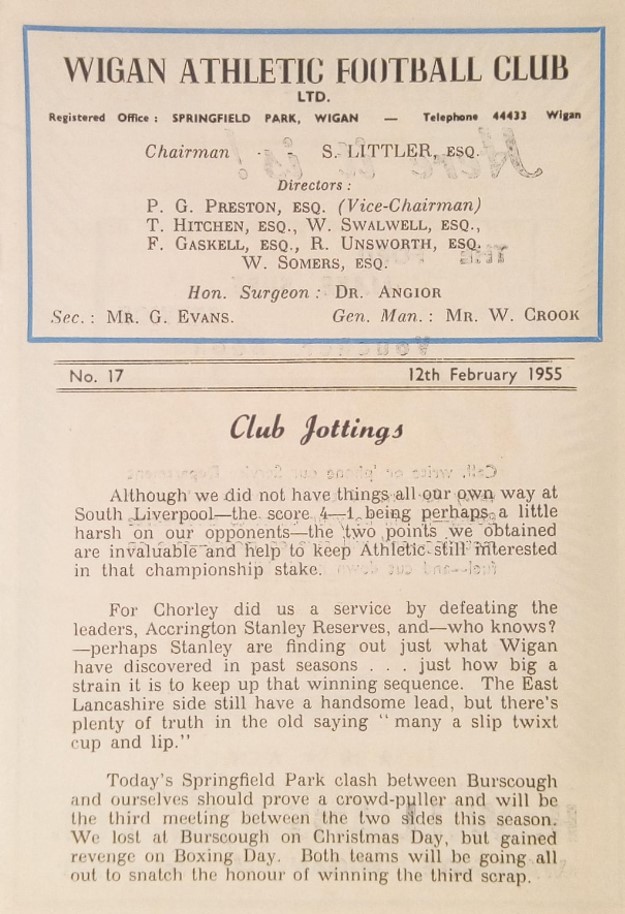 WIGAN ATHLETIC FOOTBALL CLUB
LTD.
Registered Office : SPRINGFIELD PARK, WIGAN — Telephone 44433 Wigan
Chairman - - S. LITTLER, ESQ.
Directors :
P. G. PRESTON, ESQ. (Vice-Chairman)
T. HITCHEN, ESQ., W. SWALWELL, ESQ.,
F. GASKELL, ESQ., R. UNSWORTH, ESQ.
W. SOMERS, ESQ.
Hon. Surgeon : DR. ANGIOR
Sec. : MR. G. EVANS. Gen. Man. : MR. W. CROOK
No. 17 12th February 1955
Club Jottings
Although we did not have things all our own way at
South Liverpool—the score 4—1 being perhaps a little
harsh on our opponents—the two points we obtained
are invaluable and help to keep Athletic still interested
in that championship stake.
For Chorley did us a service by defeating the
leaders, Accrington Stanley Reserves, and—who knows?
—perhaps Stanley are finding out just what Wigan
have discovered in past seasons . . . just how big a
strain it is to keep up that winning sequence. The East
Lancashire side still have a handsome lead, but there's
plenty of truth in the old saying " many a slip twixt
cup and lip."
Today's Springfield Park clash between Burscough
and ourselves should prove a crowd-puller and will be
the third meeting between the two sides this season.
We lost at Burscough on Christmas Day, but gained
revenge on Boxing Day. Both teams will be going all
out to snatch the honour of winning the third scrap.